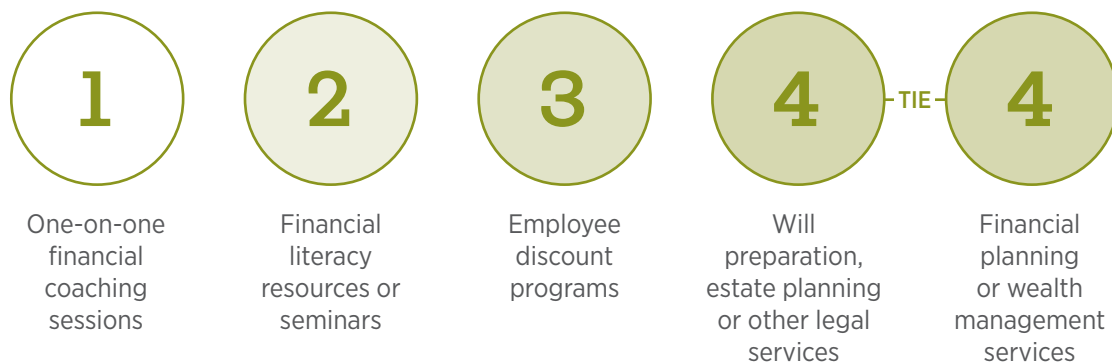 1
One-on-one
financial
coaching
sessions
2
Financial
literacy
resources or
seminars
3
Employee
discount
programs
4
Will
preparation,
estate planning
or other legal
services
TIE
4
Financial
planning
or wealth
management
services